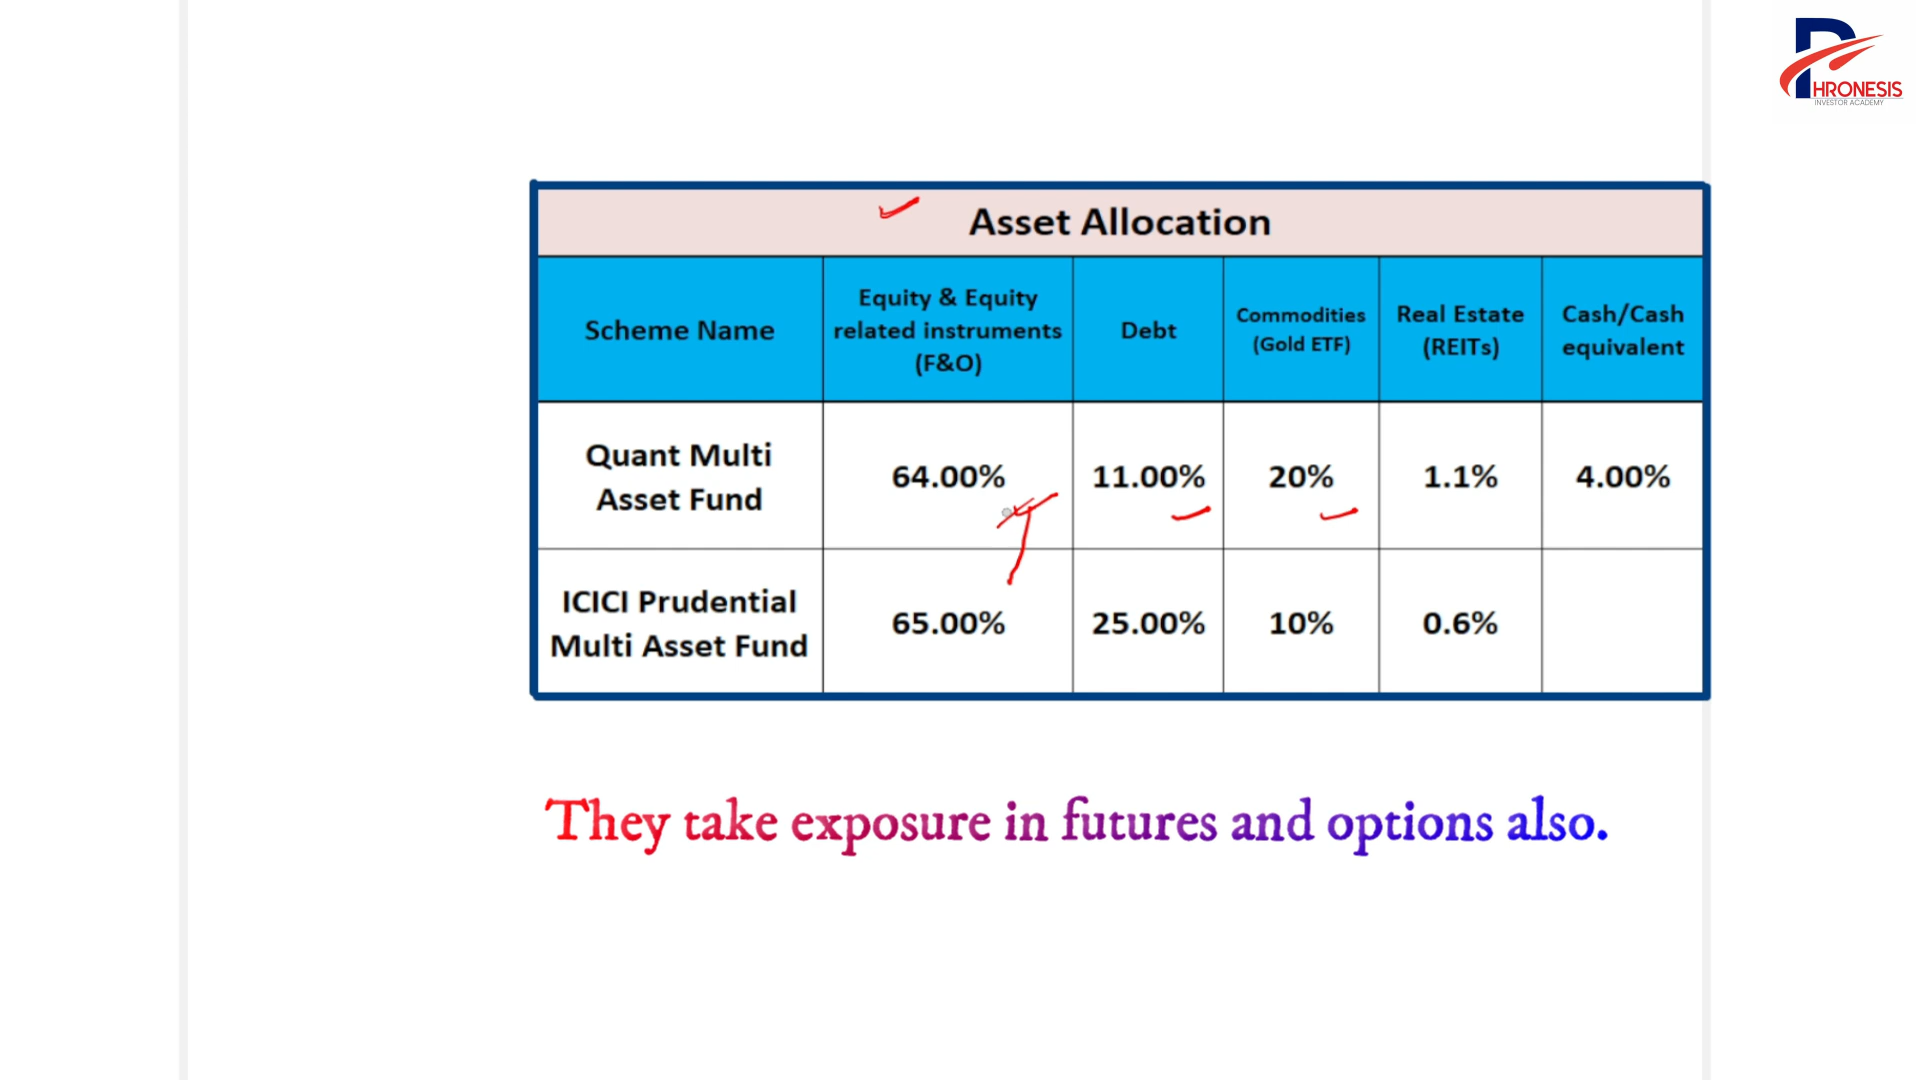 HRONESIS
INVESTOR ACADEMY
Asset Allocation
Scheme Name
Equity & Equity
related instruments
(F&O)
Debt
Commodities
(Gold ETF)
Real Estate
(REITs)
Cash/Cash
equivalent
Quant Multi
Asset Fund
64.00%
11.00%
20%
1.1%
4.00%
ICICI Prudential
Multi Asset Fund
65.00%
25.00%
10%
0.6%
They take exposure in futures and options also.